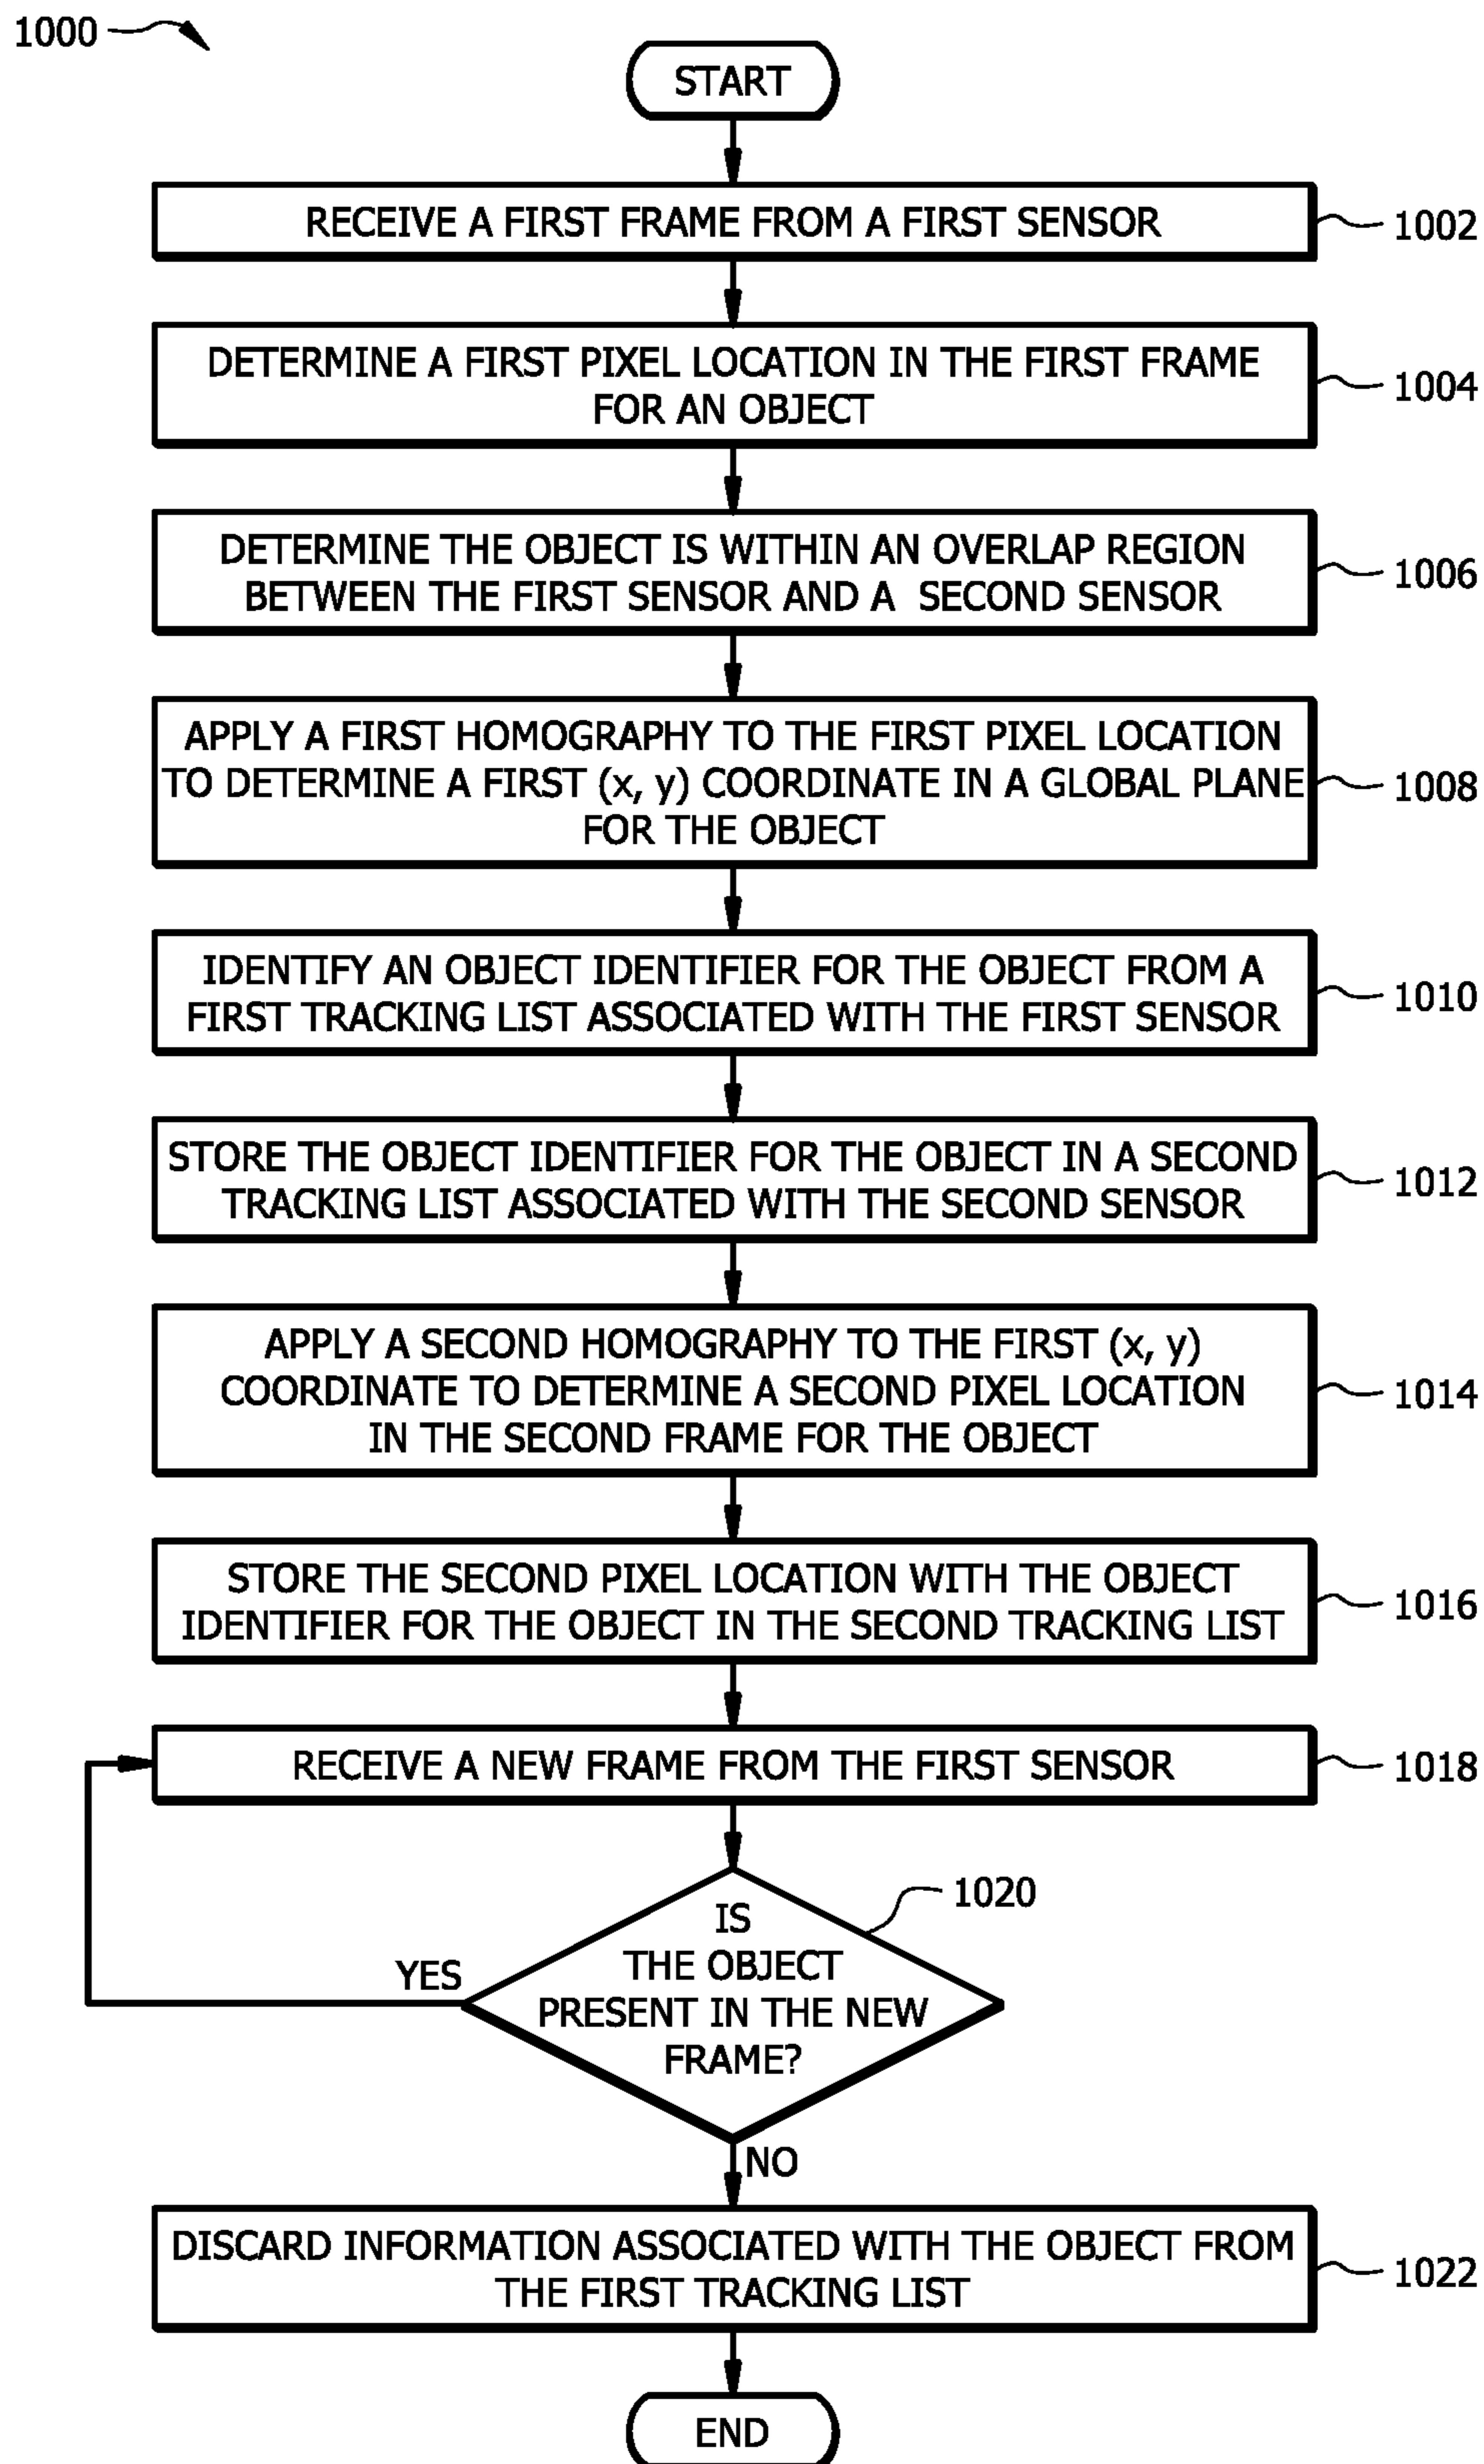 1000
START
RECEIVE A FIRST FRAME FROM A FIRST SENSOR
1002
DETERMINE A FIRST PIXEL LOCATION IN THE FIRST FRAME
FOR AN OBJECT
1004
DETERMINE THE OBJECT IS WITHIN AN OVERLAP REGION
BETWEEN THE FIRST SENSOR AND A SECOND SENSOR
1006
APPLY A FIRST HOMOGRAPHY TO THE FIRST PIXEL LOCATION
TO DETERMINE A FIRST (x, y) COORDINATE IN A GLOBAL PLANE
FOR THE OBJECT
1008
IDENTIFY AN OBJECT IDENTIFIER FOR THE OBJECT FROM A
FIRST TRACKING LIST ASSOCIATED WITH THE FIRST SENSOR
1010
STORE THE OBJECT IDENTIFIER FOR THE OBJECT IN A SECOND
TRACKING LIST ASSOCIATED WITH THE SECOND SENSOR
1012
APPLY A SECOND HOMOGRAPHY TO THE FIRST (x, y)
COORDINATE TO DETERMINE A SECOND PIXEL LOCATION
IN THE SECOND FRAME FOR THE OBJECT
1014
STORE THE SECOND PIXEL LOCATION WITH THE OBJECT
IDENTIFIER FOR THE OBJECT IN THE SECOND TRACKING LIST
1016
RECEIVE A NEW FRAME FROM THE FIRST SENSOR
1018
IS
THE OBJECT
PRESENT IN THE NEW
FRAME?
1020
YES
NO
DISCARD INFORMATION ASSOCIATED WITH THE OBJECT FROM
THE FIRST TRACKING LIST
1022
END